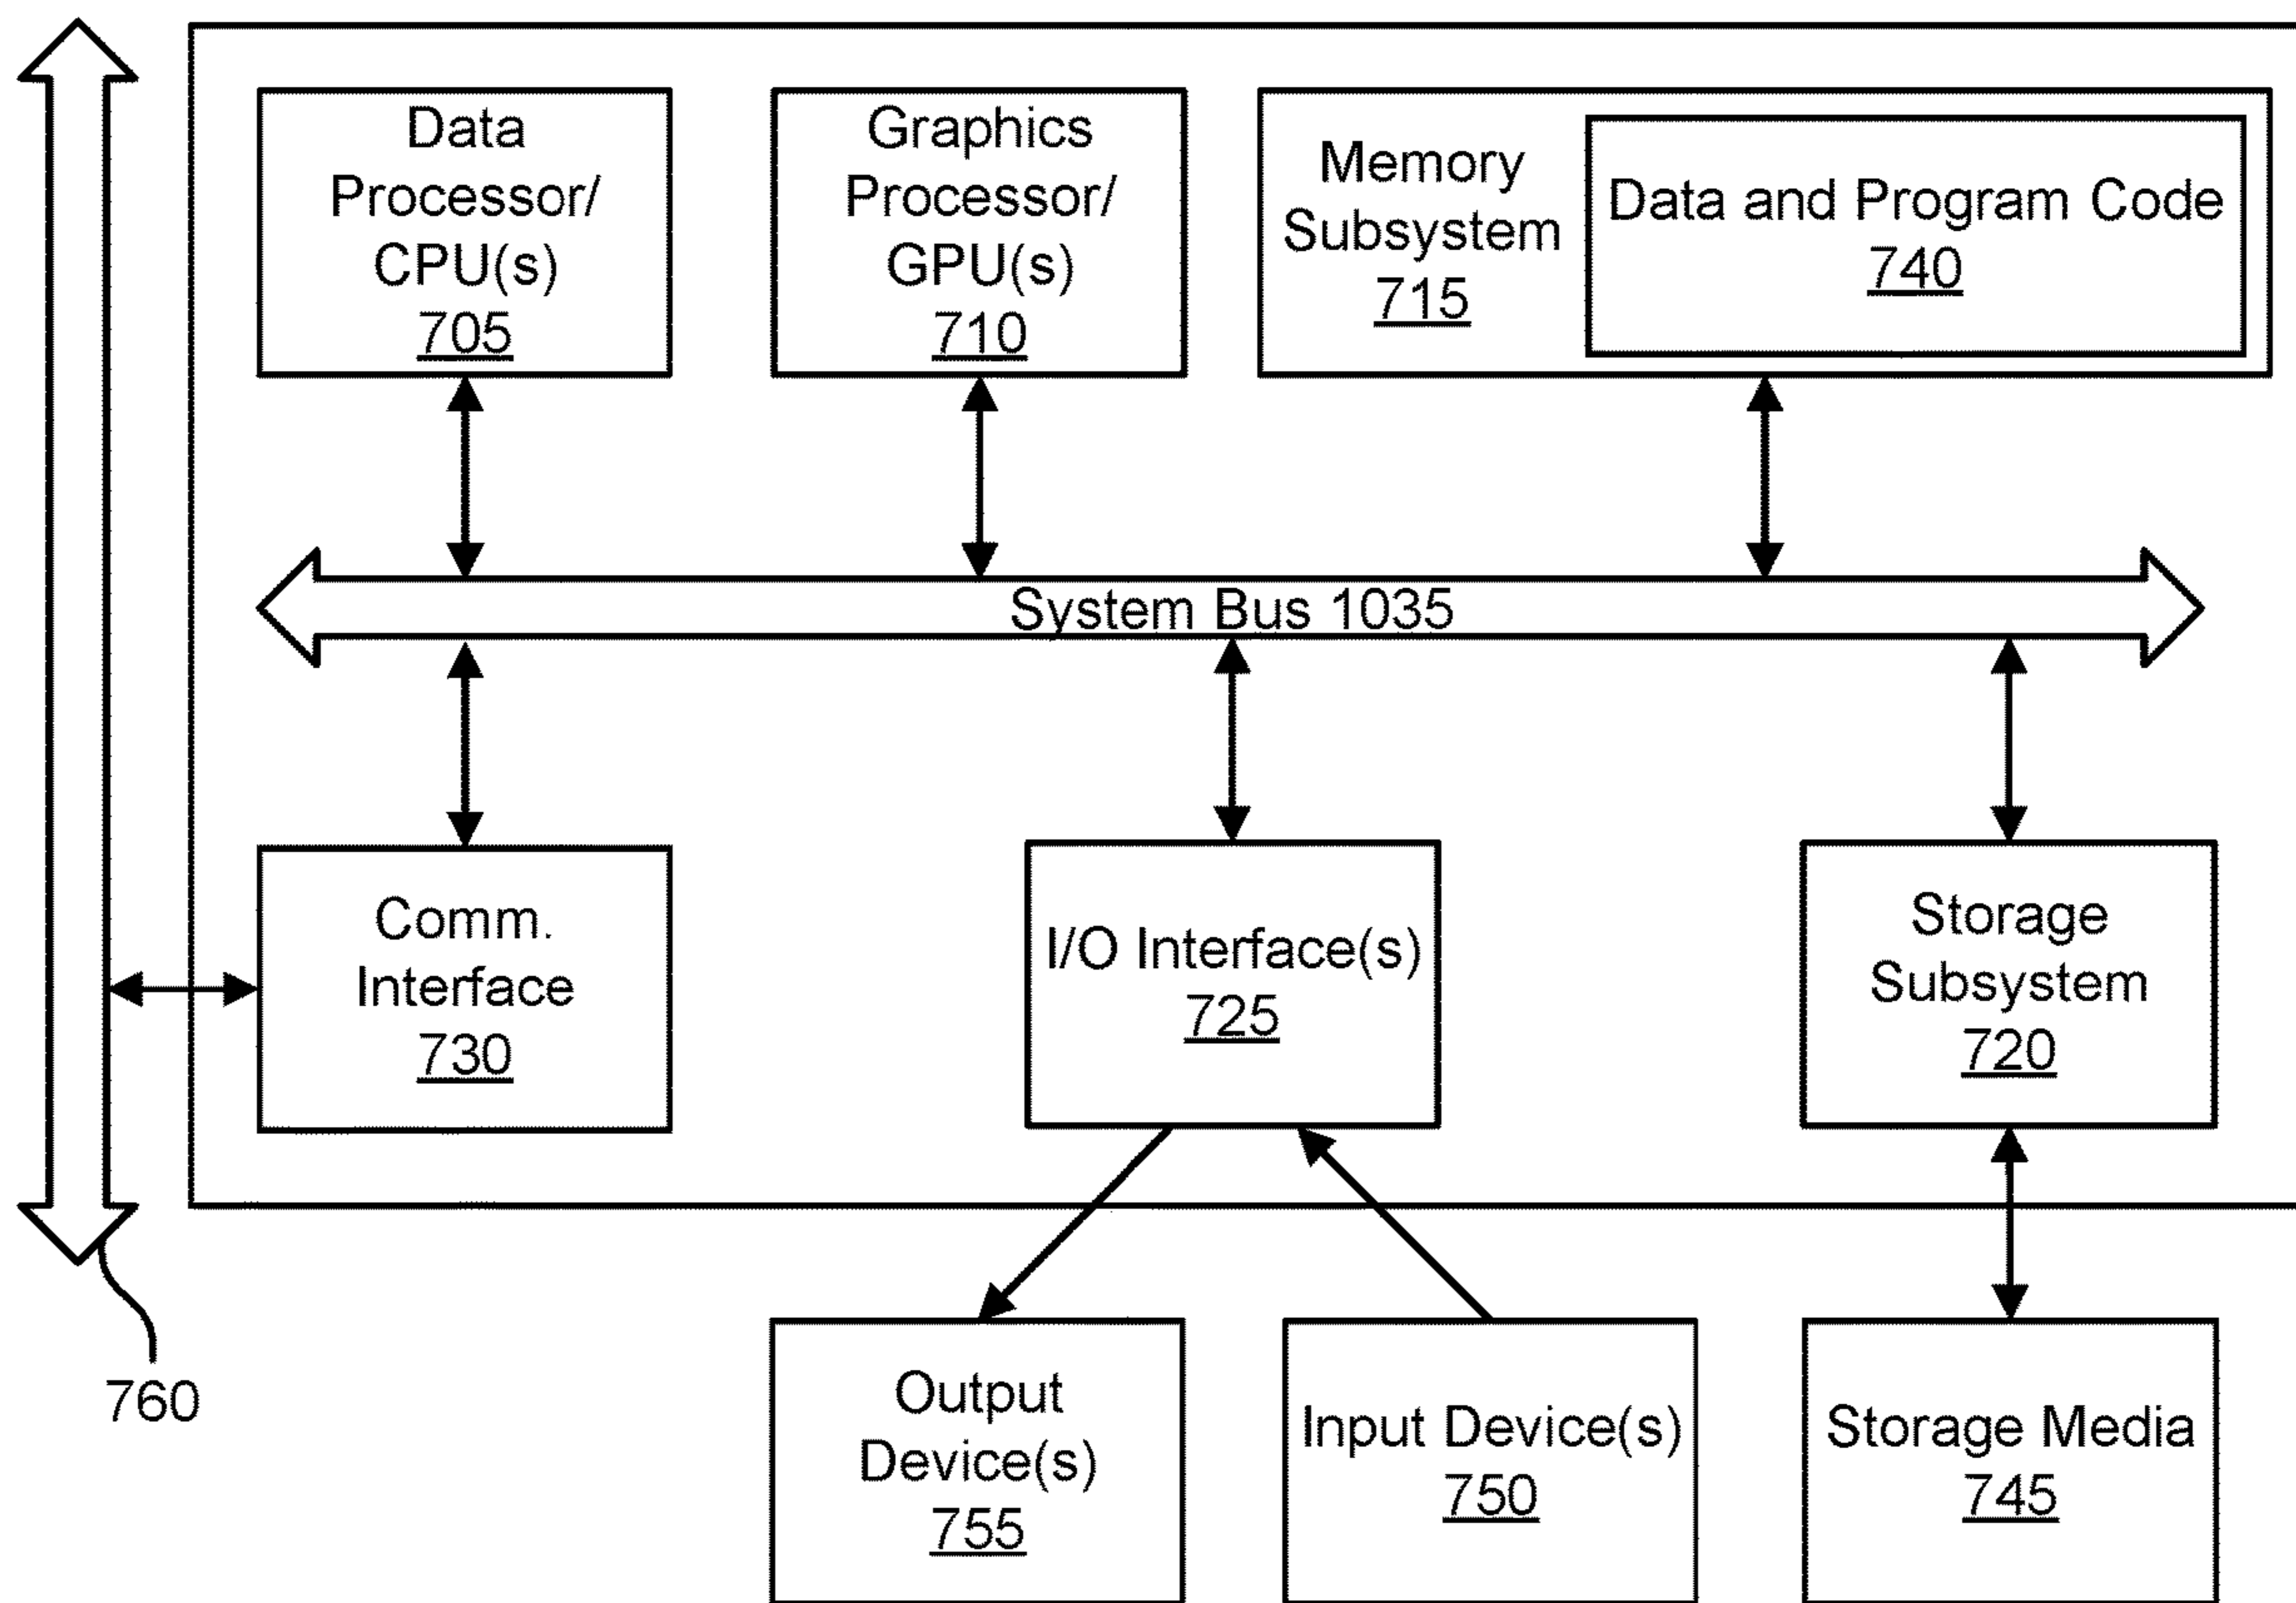 Data
Processor/
CPU(s)
705
Graphics
Processor/
GPU(s)
710
Memory
Subsystem
715
Data and Program Code
740
System Bus 1035
Comm.
Interface
730
I/O Interface(s)
725
Storage
Subsystem
720
760
Output
Device(s)
755
Input Device(s)
750
Storage Media
745